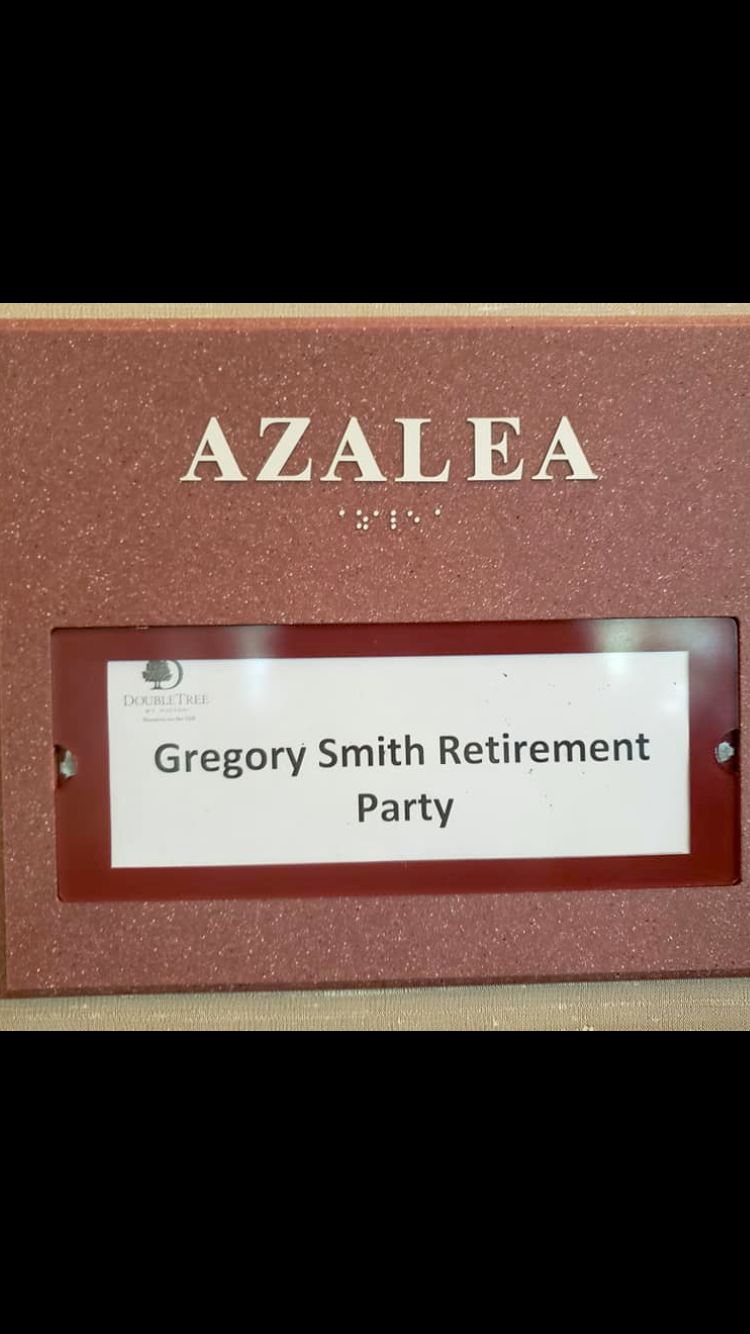 AZALEA
⠁⠵⠁⠇⠑⠁
DOUBLETREE
Gregory Smith Retirement
Party